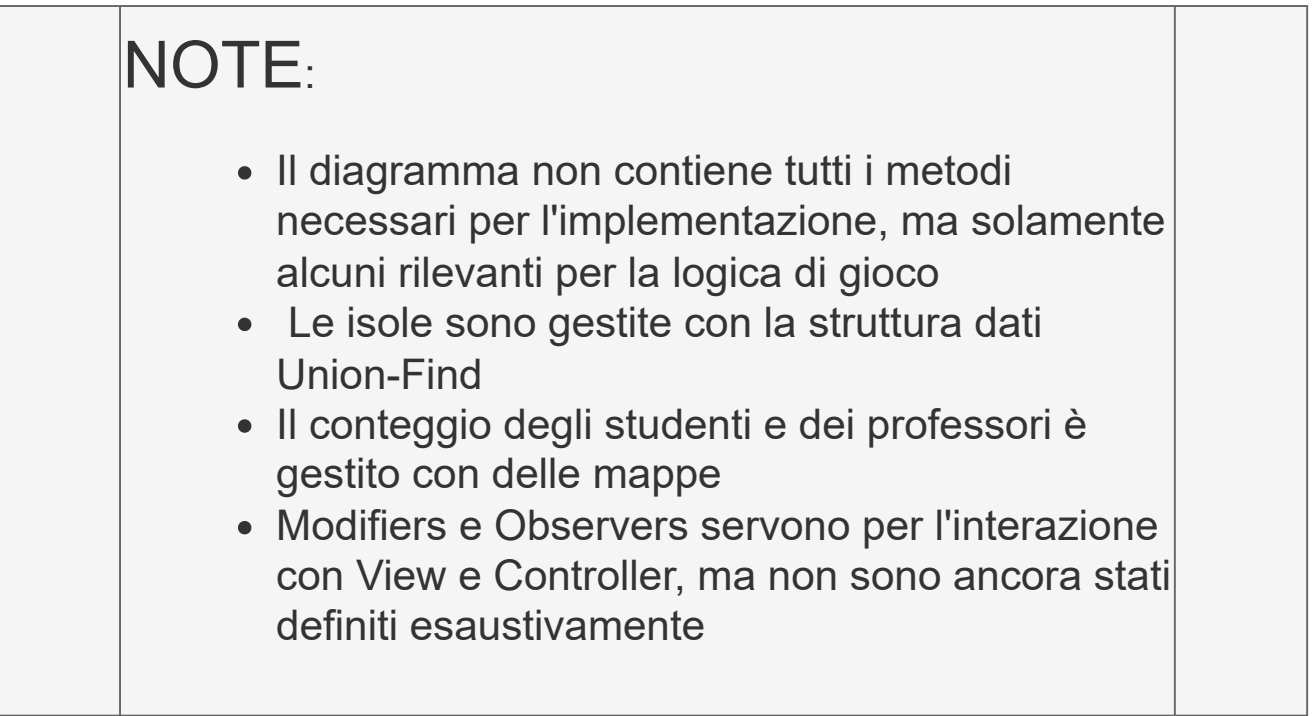 NOTE:
• Il diagramma non contiene tutti i metodi
necessari per l'implementazione, ma solamente
alcuni rilevanti per la logica di gioco
• Le isole sono gestite con la struttura dati
Union-Find
• Il conteggio degli studenti e dei professori è
gestito con delle mappe
• Modifiers e Observers servono per l'interazione
con View e Controller, ma non sono ancora stati
definiti esaustivamente